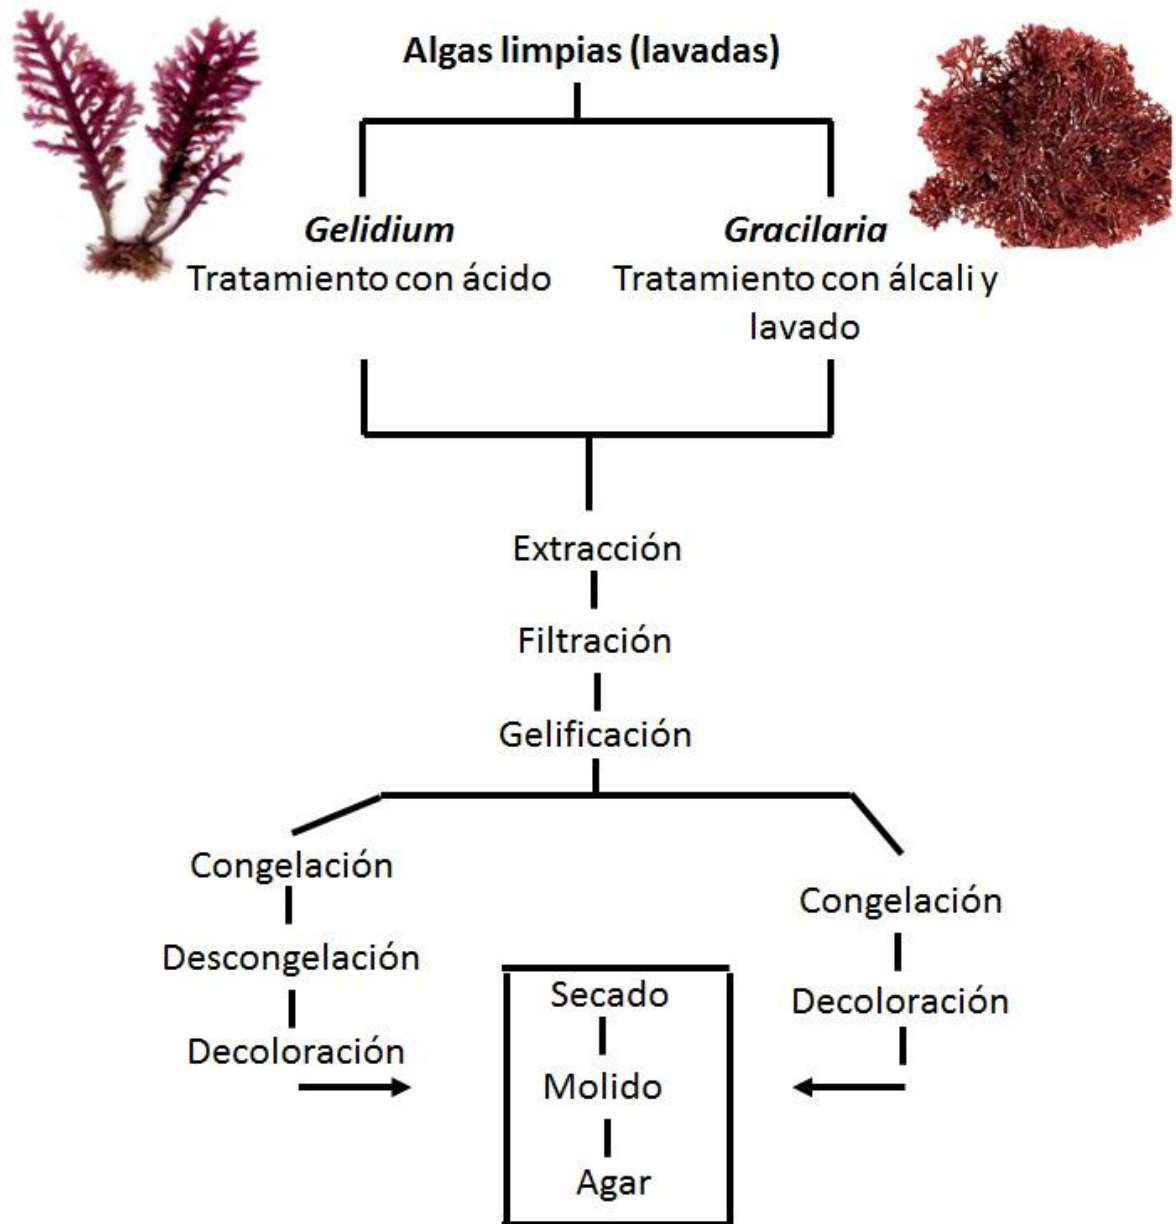 Algas limpias (lavadas)
Gelidium
Tratamiento con ácido
Gracilaria
Tratamiento con álcali y
lavado
Extracción
Filtración
Gelificación
Congelación
Descongelación
Decoloración
Congelación
Decoloración
Secado
Molido
Agar